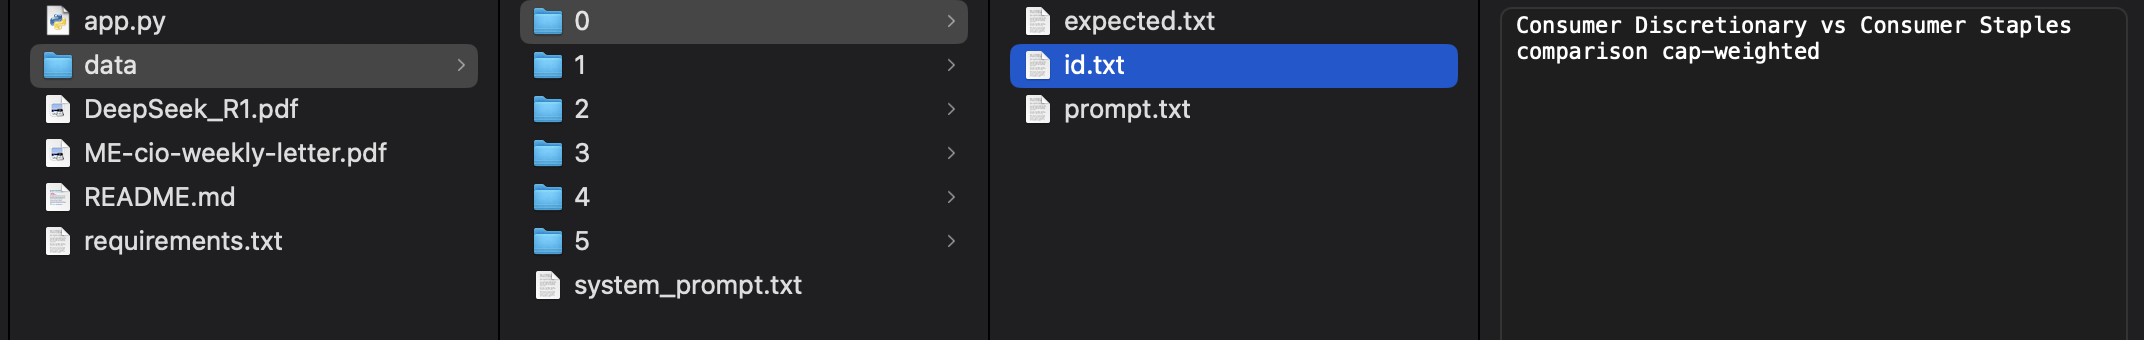 app.py
data
DeepSeek_R1.pdf
ME-cio-weekly-letter.pdf
README.md
requirements.txt
0
1
2
3
4
5
system_prompt.txt
expected.txt
id.txt
prompt.txt
Consumer Discretionary vs Consumer Staples
comparison cap-weighted